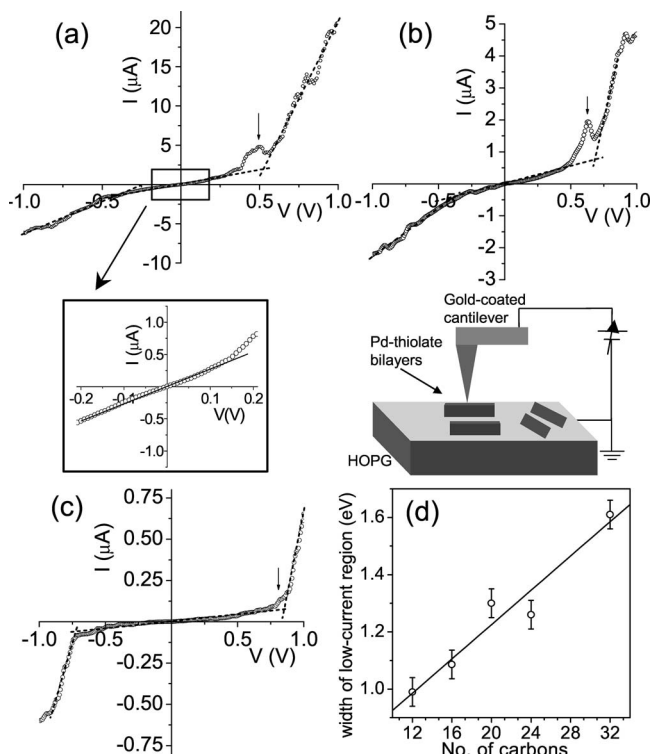 (a)
I (μA)
20
15
10
5
-1.0 -0.5 0.5 1.0
V (V)
-5
-10
(b)
I (μA)
5
4
3
2
1
-1.0 -0.5 0.5 1.0
V (V)
-1
-2
-3
I (μA)
1.0
0.5
-0.2 -0.1 0.0 0.1 0.2
V(V)
-0.5
-1.0
Gold-coated
cantilever
Pd-thiolate
bilayers
HOPG
(c)
I (μA)
0.75
0.50
0.25
-1.0 -0.5 0.5 1.0
V (V)
-0.25
-0.50
-0.75
(d)
width of low-current region (eV)
1.6
1.4
1.2
1.0
12 16 20 24 28 32
No. of carbons